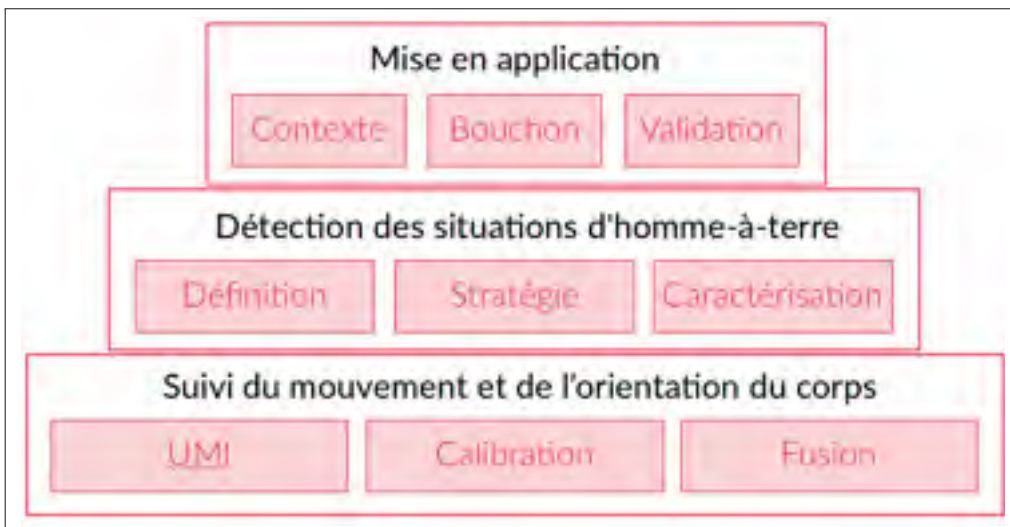 Mise en application
Contexte Bouchon Validation
Détection des situations d'homme-à-terre
Définition Stratégie Caractérisation
Suivi du mouvement et de l'orientation du corps
UMI Calibration Fusion